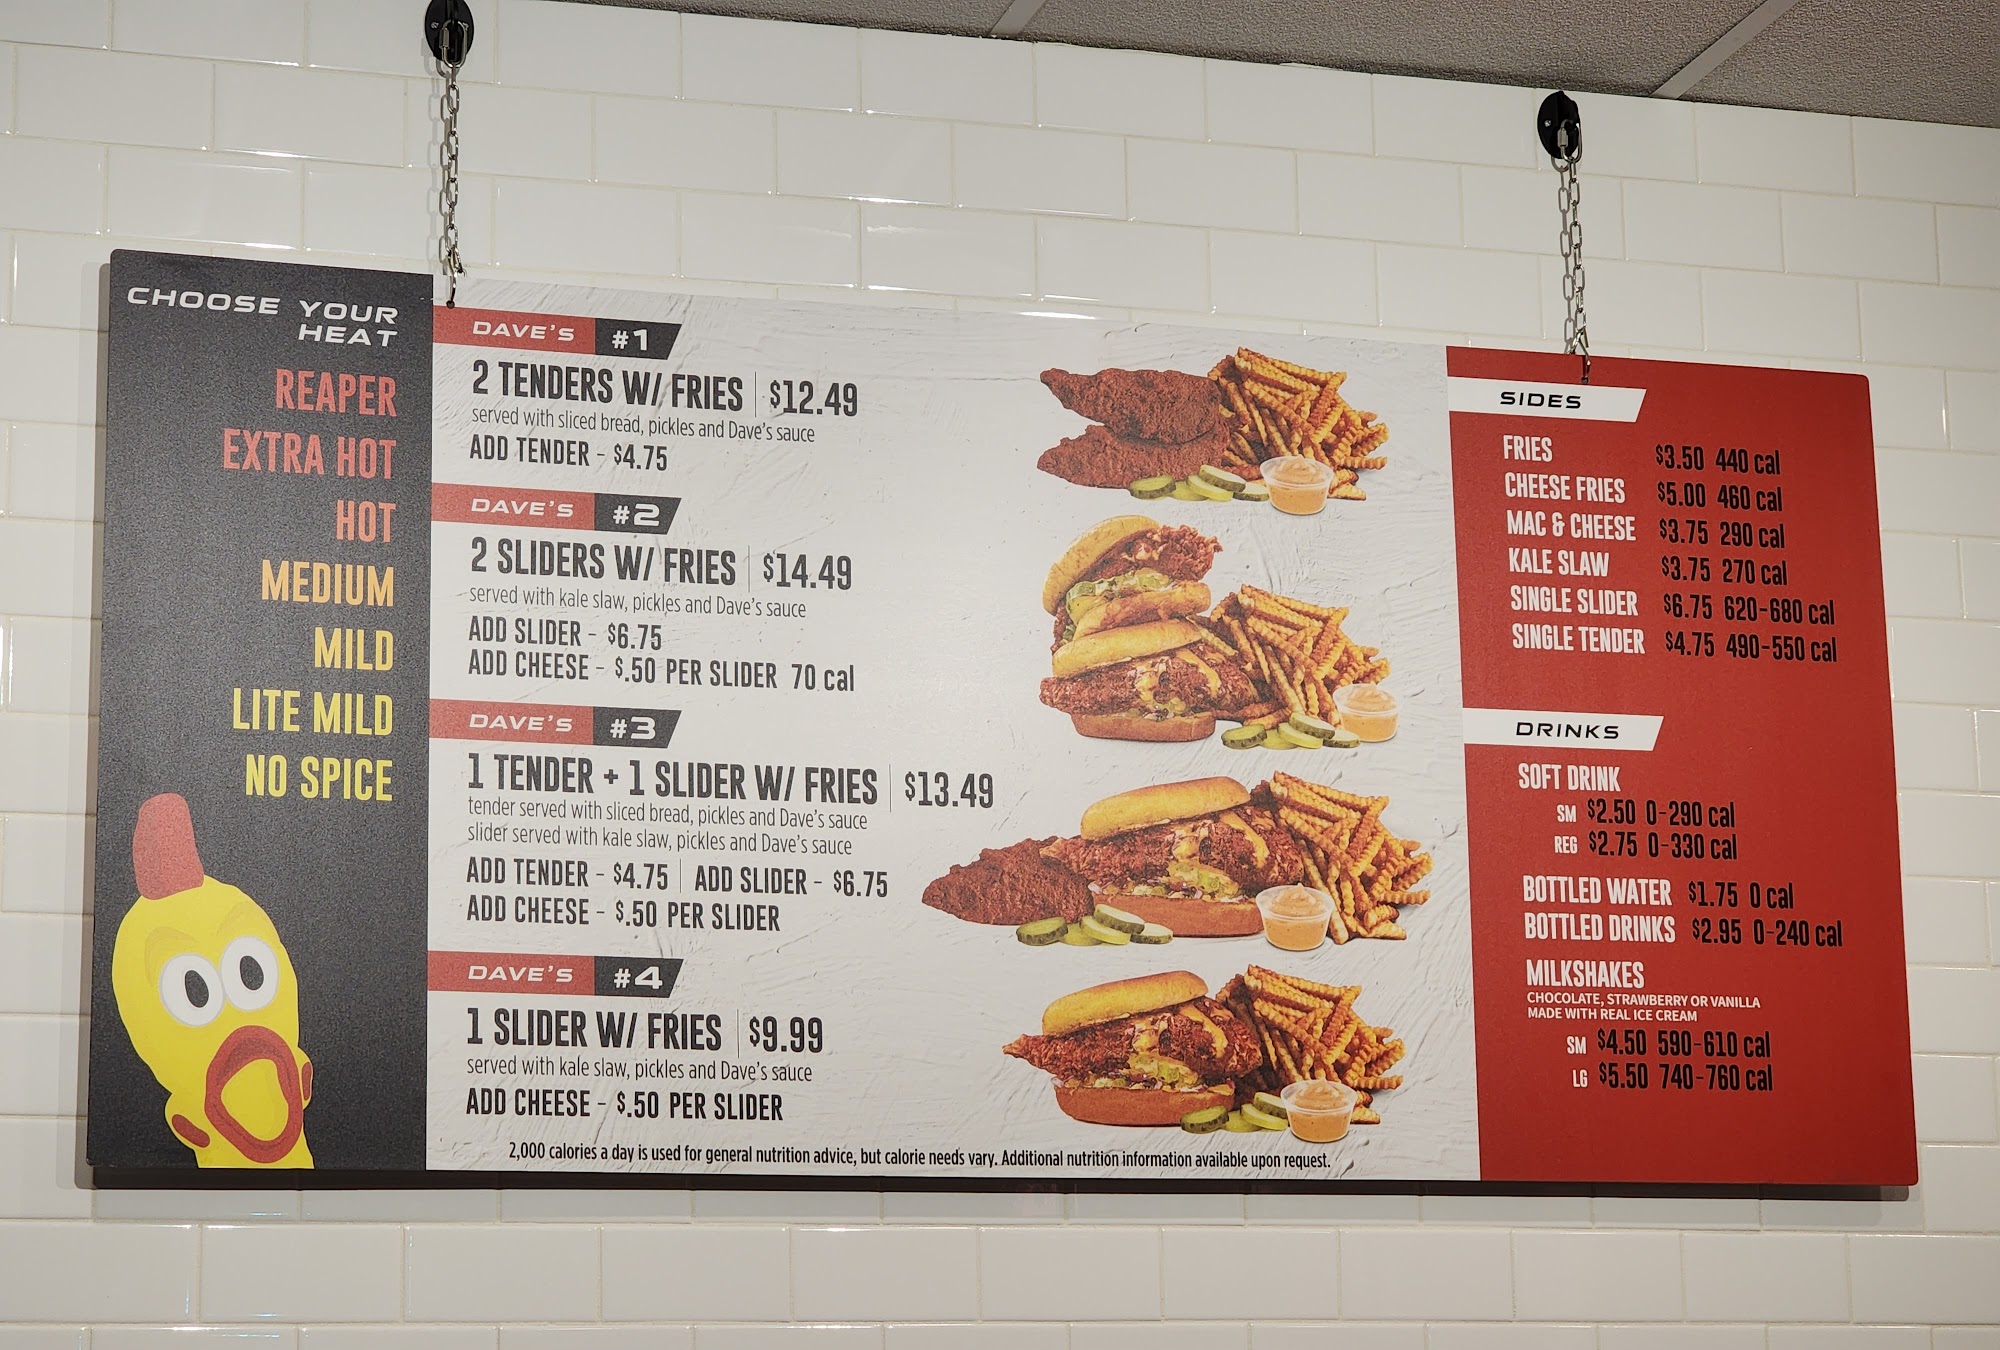 CHOOSE YOUR
HEAT
REAPER
EXTRA HOT
HOT
MEDIUM
MILD
LITE MILD
NO SPICE
DAVE'S #1
2 TENDERS W/ FRIES | $12.49
served with sliced bread, pickles and Dave's sauce
ADD TENDER - $4.75
DAVE'S #2
2 SLIDERS W/ FRIES | $14.49
served with kale slaw, pickles and Dave's sauce
ADD SLIDER - $6.75
ADD CHEESE - $.50 PER SLIDER 70 cal
DAVE'S #3
1 TENDER + 1 SLIDER W/ FRIES | $13.49
tender served with sliced bread, pickles and Dave's sauce
slider served with kale slaw, pickles and Dave's sauce
ADD TENDER - $4.75 | ADD SLIDER - $6.75
ADD CHEESE - $.50 PER SLIDER
DAVE'S #4
1 SLIDER W/ FRIES | $9.99
served with kale slaw, pickles and Dave's sauce
ADD CHEESE - $.50 PER SLIDER
2,000 calories a day is used for general nutrition advice, but calorie needs vary. Additional nutrition information available upon request.
SIDES
FRIES $3.50 440 cal
CHEESE FRIES $5.00 460 cal
MAC & CHEESE $3.75 290 cal
KALE SLAW $3.75 270 cal
SINGLE SLIDER $6.75 620-680 cal
SINGLE TENDER $4.75 490-550 cal
DRINKS
SOFT DRINK
SM $2.50 0-290 cal
REG $2.75 0-330 cal
BOTTLED WATER $1.75 0 cal
BOTTLED DRINKS $2.95 0-240 cal
MILKSHAKES
CHOCOLATE, STRAWBERRY OR VANILLA
MADE WITH REAL ICE CREAM
SM $4.50 590-610 cal
LG $5.50 740-760 cal